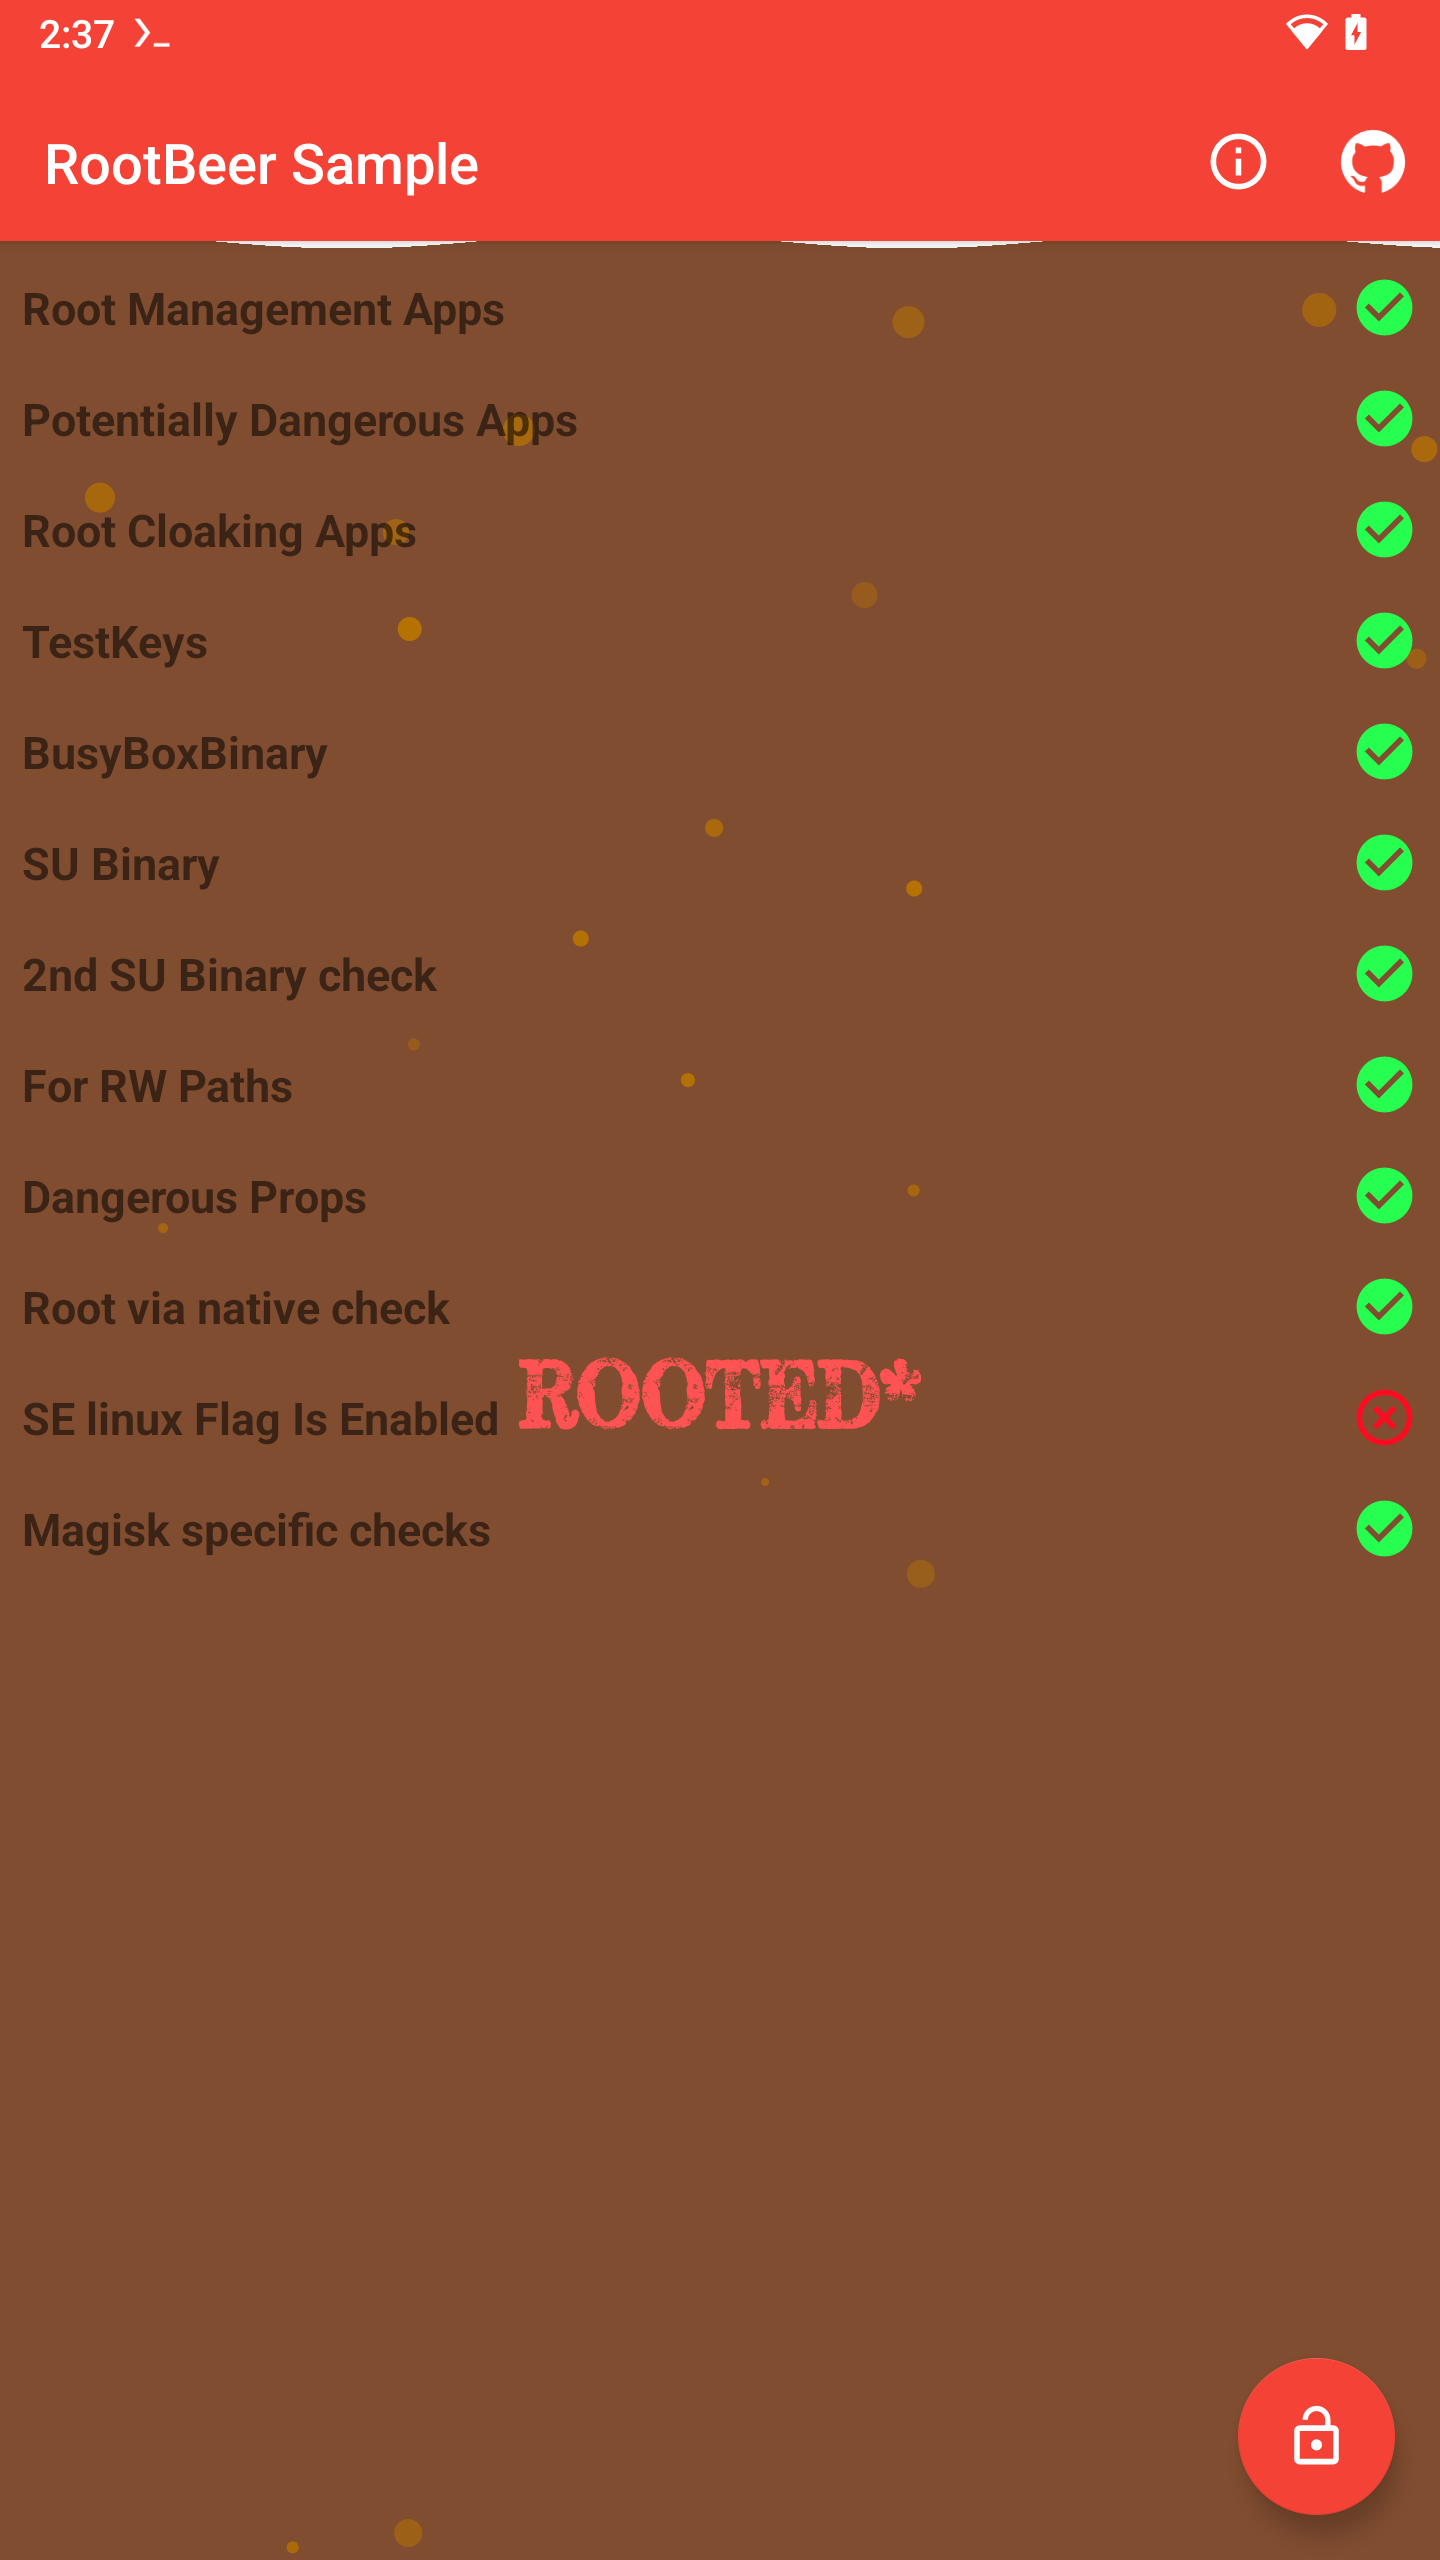 2:37
RootBeer Sample
Root Management Apps
Potentially Dangerous Apps
Root Cloaking Apps
TestKeys
BusyBoxBinary
SU Binary
2nd SU Binary check
For RW Paths
Dangerous Props
Root via native check
ROOTED*
SE linux Flag Is Enabled
Magisk specific checks